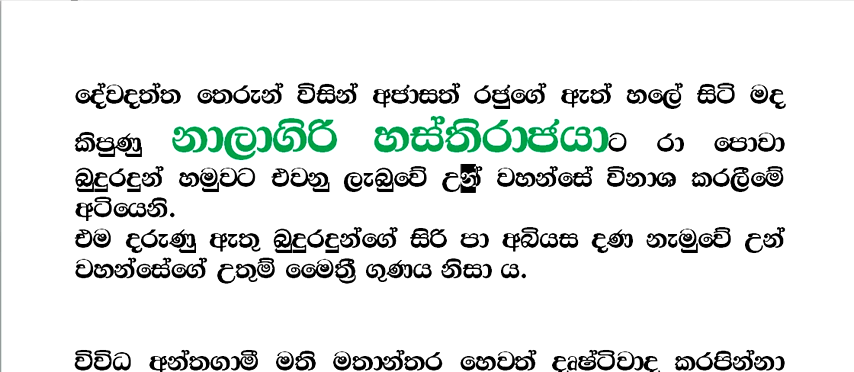 දේවදත්ත තෙරුන් විසින් අජාසත් රජුගේ ඇත් හලේ සිටි මද
කිපුණු නාලාගිරි හස්තිරාජයාට රා පොවා
බුදුරදුන් හමුවට එවනු ලැබුවේ උන් වහන්සේ විනාශ කරලීමේ
අටියෙනි.
එම දරුණු ඇතු බුදුරදුන්ගේ සිරි පා අබියස දණ නැමුවේ උන්
වහන්සේගේ උතුම් මෛත්‍රී ගුණය නිසා ය.
විවිධ අන්තගාමී මති මතාන්තර හෙවත් දෘෂ්ටිවාද කරපින්නා